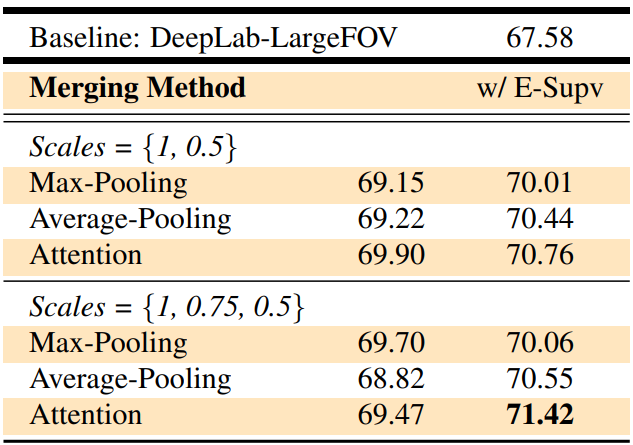 Baseline: DeepLab-LargeFOV 67.58
Merging Method w/ E-Supv
Scales = {1, 0.5}
Max-Pooling 69.15 70.01
Average-Pooling 69.22 70.44
Attention 69.90 70.76
Scales = {1, 0.75, 0.5}
Max-Pooling 69.70 70.06
Average-Pooling 68.82 70.55
Attention 69.47 71.42